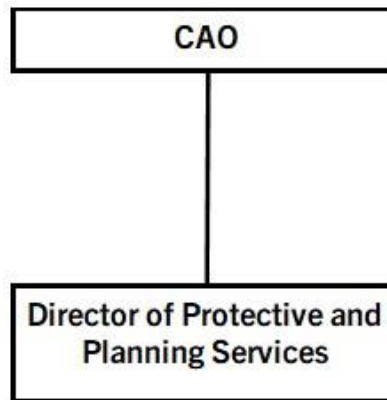 CAO
Director of Protective and
Planning Services